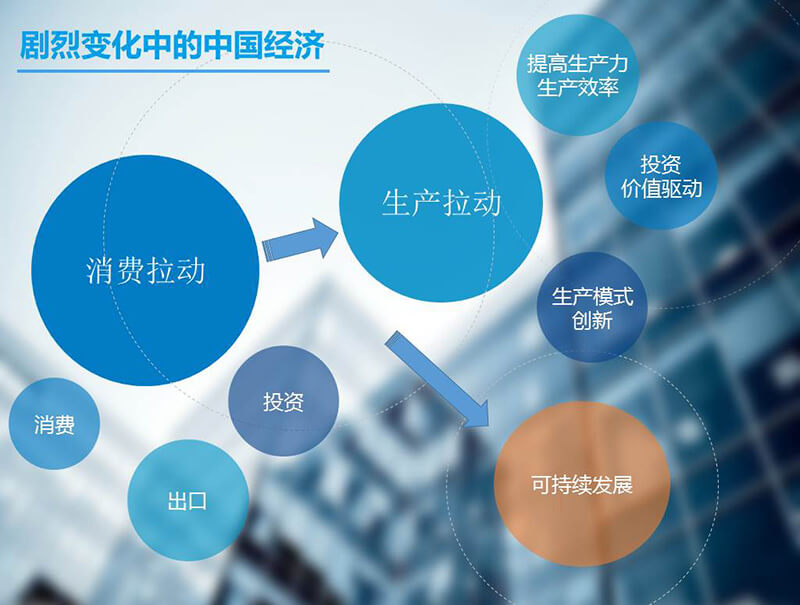 剧烈变化中的中国经济
提高生产力
生产效率
投资
价值驱动
生产拉动
消费拉动
生产模式
创新
投资
消费
出口
可持续发展